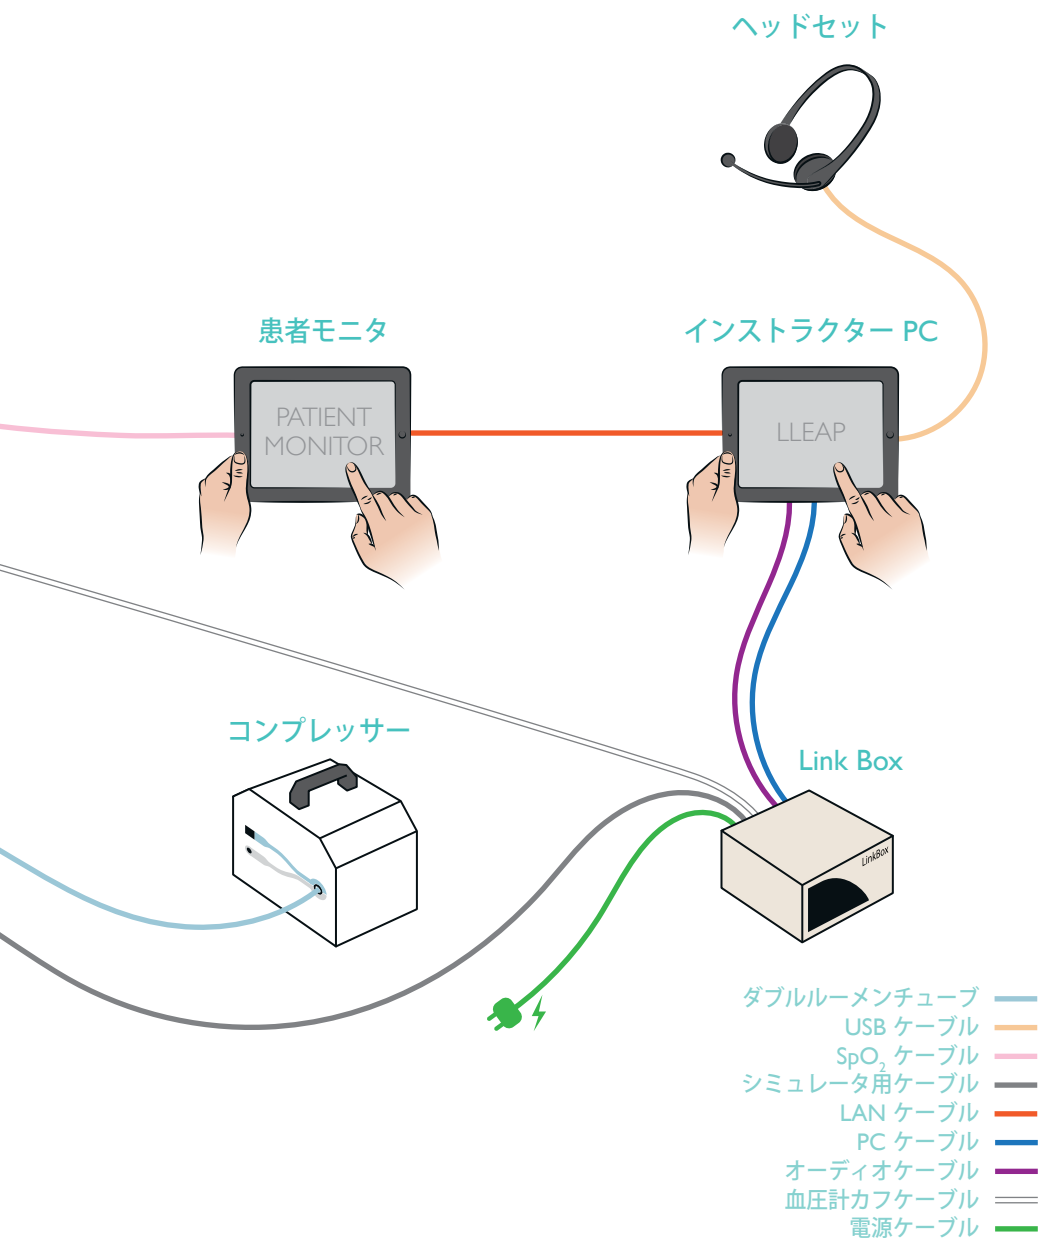 ヘッドセット
患者モニタ
インストラクター PC
PATIENT
MONITOR
LLEAP
コンプレッサー
Link Box
LinkBox
ダブルルーメンチューブ
USB ケーブル
SpO₂ ケーブル
シミュレータ用ケーブル
LAN ケーブル
PC ケーブル
オーディオケーブル
血圧計カフケーブル
電源ケーブル